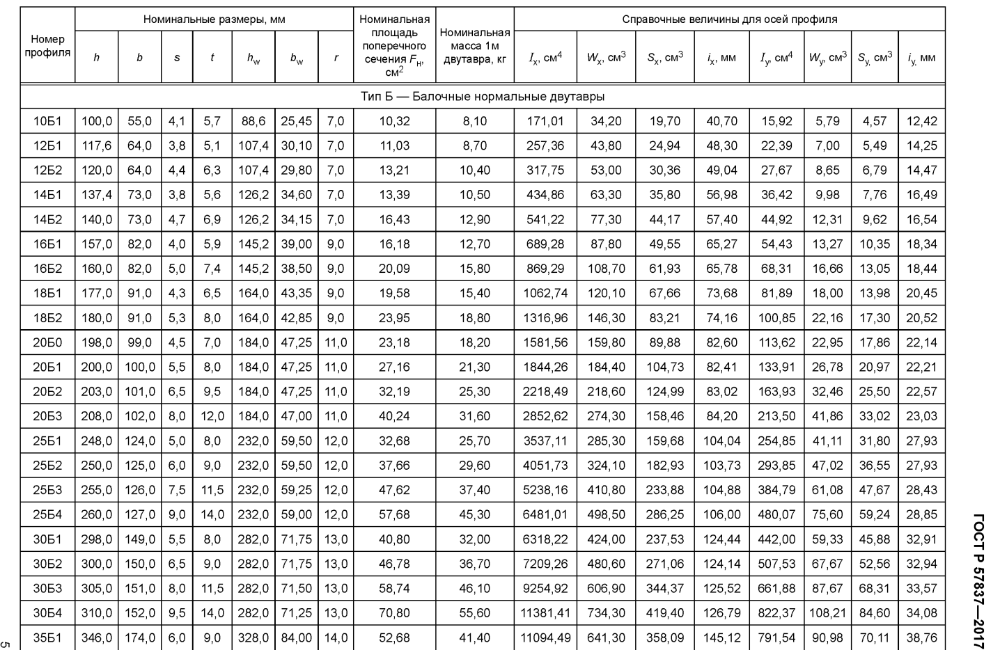 Номер профиля | Номинальные размеры, мм | Номинальная площадь поперечного сечения Fн, см2 | Номинальная масса 1м двутавра, кг | Справочные величины для осей профиля
h | b | s | t | hw | bw | r | Ix, см4 | Wx, см3 | Sx, см3 | ix, мм | Iy, см4 | Wy, см3 | Sy, см3 | iy, мм
Тип Б — Балочные нормальные двутавры
10Б1 | 100,0 | 55,0 | 4,1 | 5,7 | 88,6 | 25,45 | 7,0 | 10,32 | 8,10 | 171,01 | 34,20 | 19,70 | 40,70 | 15,92 | 5,79 | 4,57 | 12,42
12Б1 | 117,6 | 64,0 | 3,8 | 5,1 | 107,4 | 30,10 | 7,0 | 11,03 | 8,70 | 257,36 | 43,80 | 24,94 | 48,30 | 22,39 | 7,00 | 5,49 | 14,25
12Б2 | 120,0 | 64,0 | 4,4 | 6,3 | 107,4 | 29,80 | 7,0 | 13,21 | 10,40 | 317,75 | 53,00 | 30,36 | 49,04 | 27,67 | 8,65 | 6,79 | 14,47
14Б1 | 137,4 | 73,0 | 3,8 | 5,6 | 126,2 | 34,60 | 7,0 | 13,39 | 10,50 | 434,86 | 63,30 | 35,80 | 56,98 | 36,42 | 9,98 | 7,76 | 16,49
14Б2 | 140,0 | 73,0 | 4,7 | 6,9 | 126,2 | 34,15 | 7,0 | 16,43 | 12,90 | 541,22 | 77,30 | 44,17 | 57,40 | 44,92 | 12,31 | 9,62 | 16,54
16Б1 | 157,0 | 82,0 | 4,0 | 5,9 | 145,2 | 39,00 | 9,0 | 16,18 | 12,70 | 689,28 | 87,80 | 49,55 | 65,27 | 54,43 | 13,27 | 10,35 | 18,34
16Б2 | 160,0 | 82,0 | 5,0 | 7,4 | 145,2 | 38,50 | 9,0 | 20,09 | 15,80 | 869,29 | 108,70 | 61,93 | 65,78 | 68,31 | 16,66 | 13,05 | 18,44
18Б1 | 177,0 | 91,0 | 4,3 | 6,5 | 164,0 | 43,35 | 9,0 | 19,58 | 15,40 | 1062,74 | 120,10 | 67,66 | 73,68 | 81,89 | 18,00 | 13,98 | 20,45
18Б2 | 180,0 | 91,0 | 5,3 | 8,0 | 164,0 | 42,85 | 9,0 | 23,95 | 18,80 | 1316,96 | 146,30 | 83,21 | 74,16 | 100,85 | 22,16 | 17,30 | 20,52
20Б0 | 198,0 | 99,0 | 4,5 | 7,0 | 184,0 | 47,25 | 11,0 | 23,18 | 18,20 | 1581,56 | 159,80 | 89,88 | 82,60 | 113,62 | 22,95 | 17,86 | 22,14
20Б1 | 200,0 | 100,0 | 5,5 | 8,0 | 184,0 | 47,25 | 11,0 | 27,16 | 21,30 | 1844,26 | 184,40 | 104,73 | 82,41 | 133,91 | 26,78 | 20,97 | 22,21
20Б2 | 203,0 | 101,0 | 6,5 | 9,5 | 184,0 | 47,25 | 11,0 | 32,19 | 25,30 | 2218,49 | 218,60 | 124,99 | 83,02 | 163,93 | 32,46 | 25,50 | 22,57
20Б3 | 208,0 | 102,0 | 8,0 | 12,0 | 184,0 | 47,00 | 11,0 | 40,24 | 31,60 | 2852,62 | 274,30 | 158,46 | 84,20 | 213,50 | 41,86 | 33,02 | 23,03
25Б1 | 248,0 | 124,0 | 5,0 | 8,0 | 232,0 | 59,50 | 12,0 | 32,68 | 25,70 | 3537,11 | 285,30 | 159,68 | 104,04 | 254,85 | 41,11 | 31,80 | 27,93
25Б2 | 250,0 | 125,0 | 6,0 | 9,0 | 232,0 | 59,50 | 12,0 | 37,66 | 29,60 | 4051,73 | 324,10 | 182,93 | 103,73 | 293,85 | 47,02 | 36,55 | 27,93
25Б3 | 255,0 | 126,0 | 7,5 | 11,5 | 232,0 | 59,25 | 12,0 | 47,62 | 37,40 | 5238,16 | 410,80 | 233,88 | 104,88 | 384,79 | 61,08 | 47,67 | 28,43
25Б4 | 260,0 | 127,0 | 9,0 | 14,0 | 232,0 | 59,00 | 12,0 | 57,68 | 45,30 | 6481,01 | 498,50 | 286,25 | 106,00 | 480,07 | 75,60 | 59,24 | 28,85
30Б1 | 298,0 | 149,0 | 5,5 | 8,0 | 282,0 | 71,75 | 13,0 | 40,80 | 32,00 | 6318,22 | 424,00 | 237,53 | 124,44 | 442,00 | 59,33 | 45,88 | 32,91
30Б2 | 300,0 | 150,0 | 6,5 | 9,0 | 282,0 | 71,75 | 13,0 | 46,78 | 36,70 | 7209,26 | 480,60 | 271,06 | 124,14 | 507,53 | 67,67 | 52,56 | 32,94
30Б3 | 305,0 | 151,0 | 8,0 | 11,5 | 282,0 | 71,50 | 13,0 | 58,74 | 46,10 | 9254,92 | 606,90 | 344,37 | 125,52 | 661,88 | 87,67 | 68,31 | 33,57
30Б4 | 310,0 | 152,0 | 9,5 | 14,0 | 282,0 | 71,25 | 13,0 | 70,80 | 55,60 | 11381,41 | 734,30 | 419,40 | 126,79 | 822,37 | 108,21 | 84,60 | 34,08
35Б1 | 346,0 | 174,0 | 6,0 | 9,0 | 328,0 | 84,00 | 14,0 | 52,68 | 41,40 | 11094,49 | 641,30 | 358,09 | 145,12 | 791,54 | 90,98 | 70,11 | 38,76
ГОСТ Р 57837—2017
5